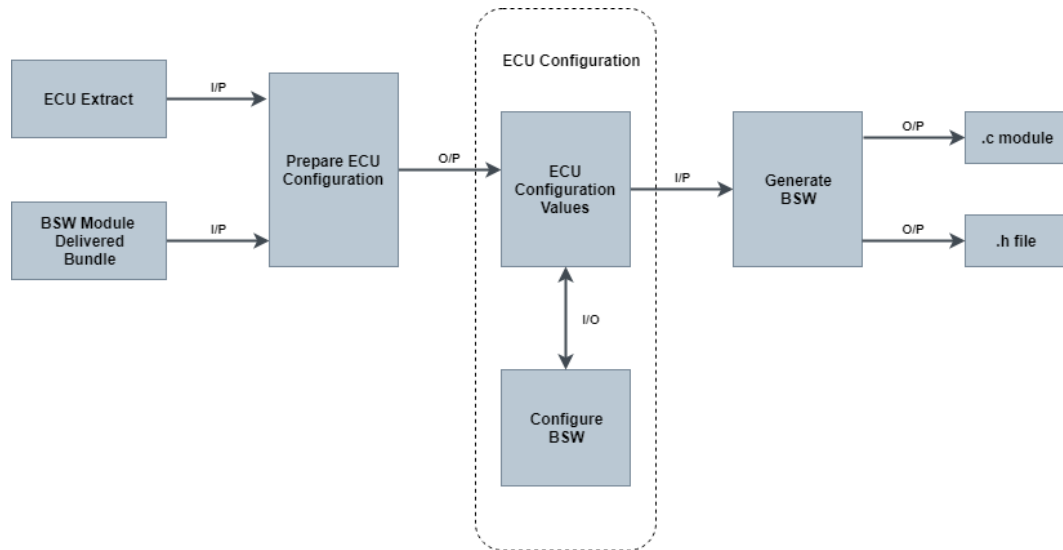 ECU Configuration
ECU Extract
I/P
BSW Module
Delivered
Bundle
I/P
Prepare ECU
Configuration
O/P
ECU
Configuration
Values
I/O
Configure
BSW
I/P
Generate
BSW
O/P
.c module
O/P
.h file